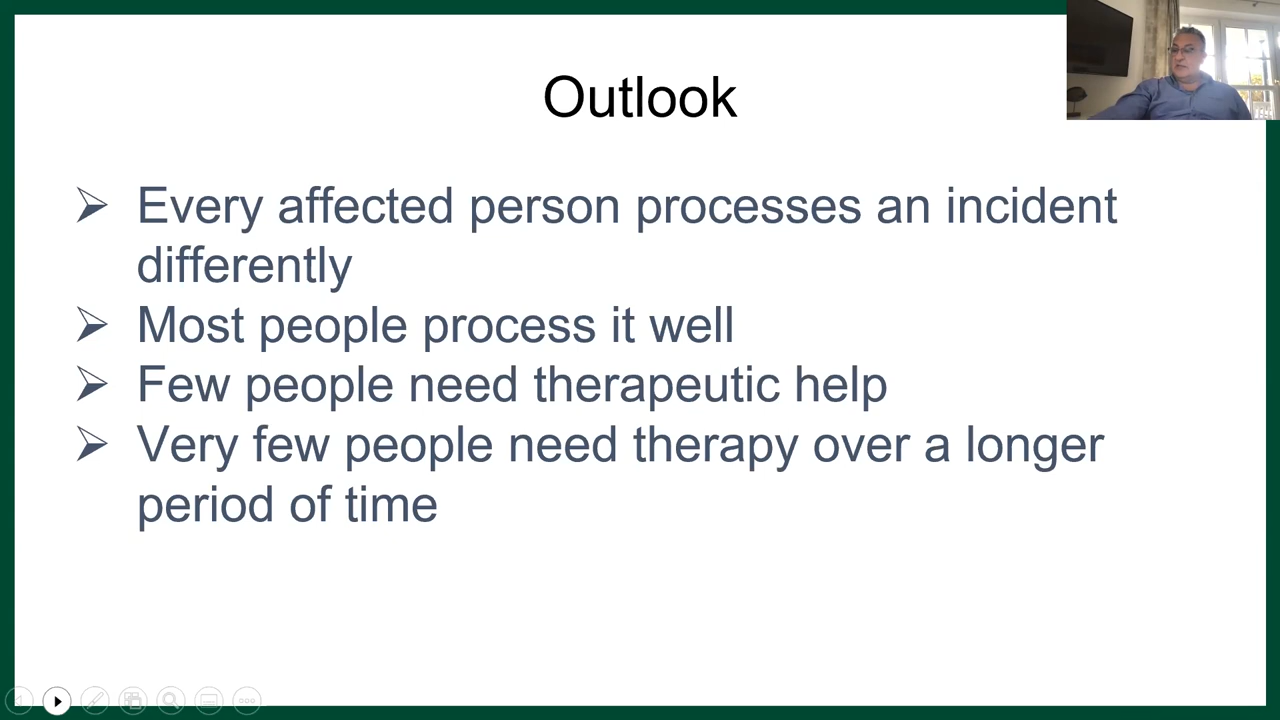 Outlook
Every affected person processes an incident
differently
Most people process it well
Few people need therapeutic help
Very few people need therapy over a longer
period of time